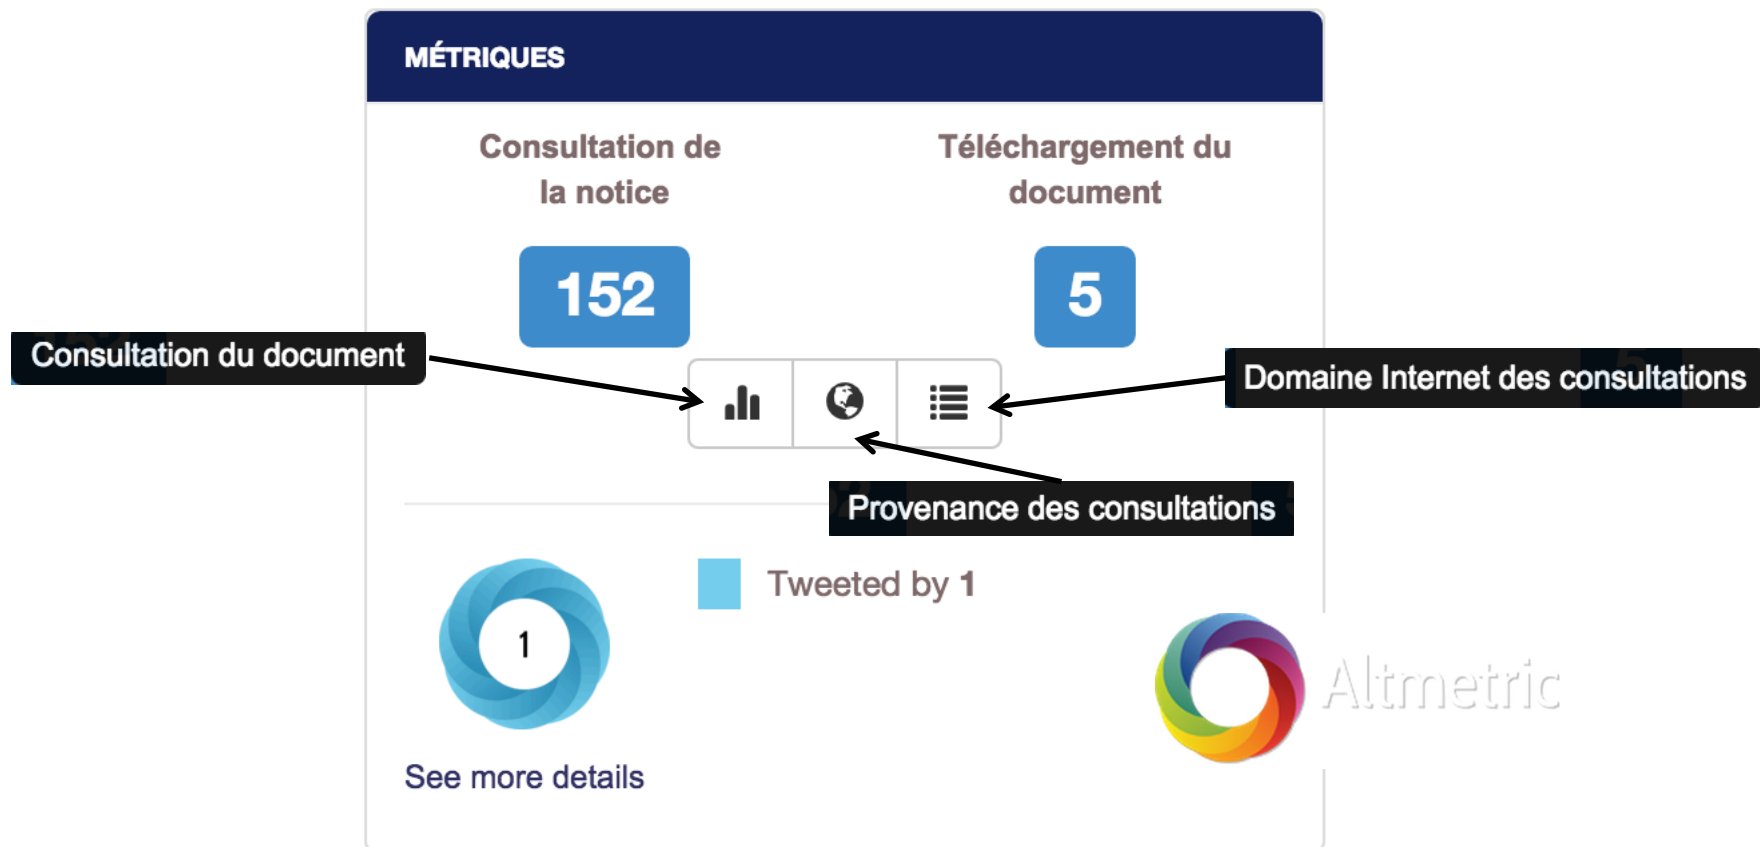 MÉTRIQUES
Consultation de
la notice
Téléchargement du
document
152
5
Consultation du document
Domaine Internet des consultations
Provenance des consultations
Tweeted by 1
1
Altmetric
See more details